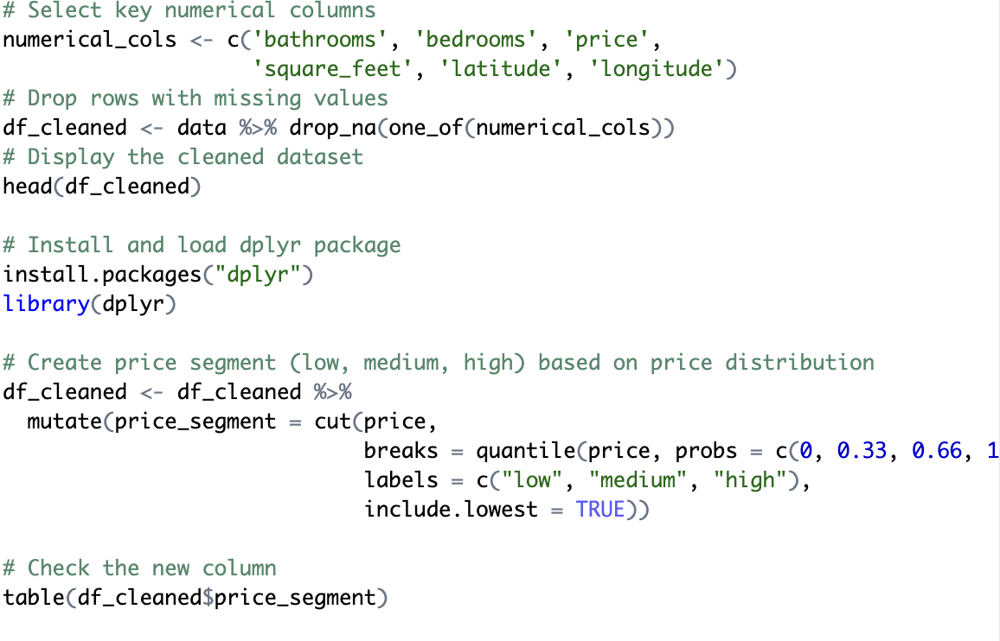 # Select key numerical columns
numerical_cols <- c('bathrooms', 'bedrooms', 'price',
                    'square_feet', 'latitude', 'longitude')
# Drop rows with missing values
df_cleaned <- data %>% drop_na(one_of(numerical_cols))
# Display the cleaned dataset
head(df_cleaned)

# Install and load dplyr package
install.packages("dplyr")
library(dplyr)

# Create price segment (low, medium, high) based on price distribution
df_cleaned <- df_cleaned %>%
  mutate(price_segment = cut(price,
                             breaks = quantile(price, probs = c(0, 0.33, 0.66, 1
                             labels = c("low", "medium", "high"),
                             include.lowest = TRUE))

# Check the new column
table(df_cleaned$price_segment)